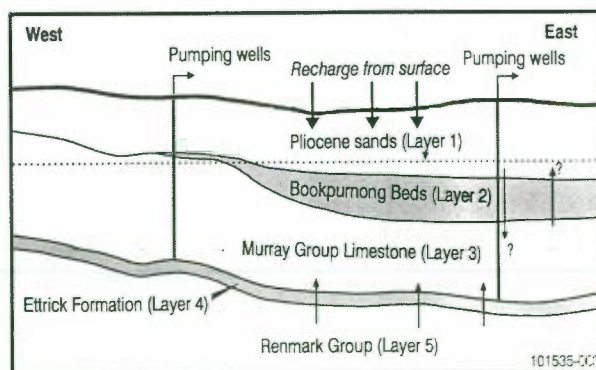 West
East
Pumping wells
Pumping wells
Recharge from surface
Pliocene sands (Layer 1)
?
Bookpurnong Beds (Layer 2)
Murray Group Limestone (Layer 3)
?
Ettrick Formation (Layer 4)
Renmark Group (Layer 5)